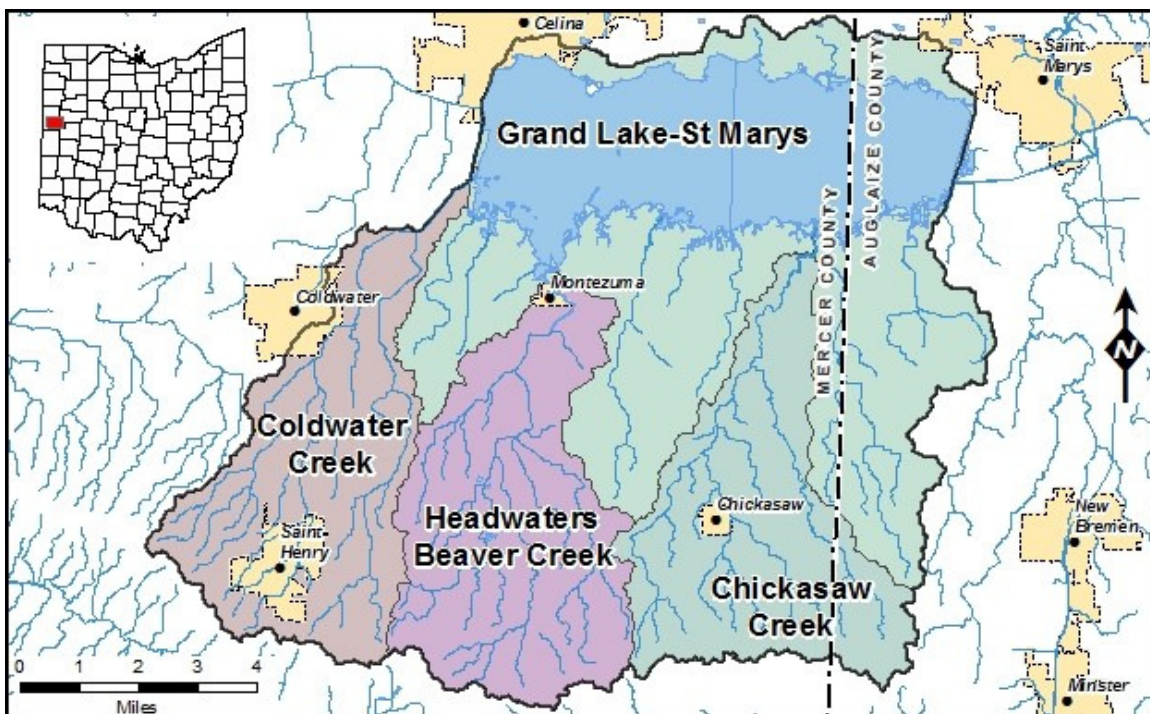 Celina
Saint
Marys
Grand Lake-St Marys
MERCER COUNTY
AUGLAIZE COUNTY
Coldwater
Montezuma
N
Coldwater
Creek
Headwaters
Beaver Creek
Chickasaw
New
Bremen
Saint
Henry
Chickasaw
Creek
0 1 2 3 4
Miles
Minster